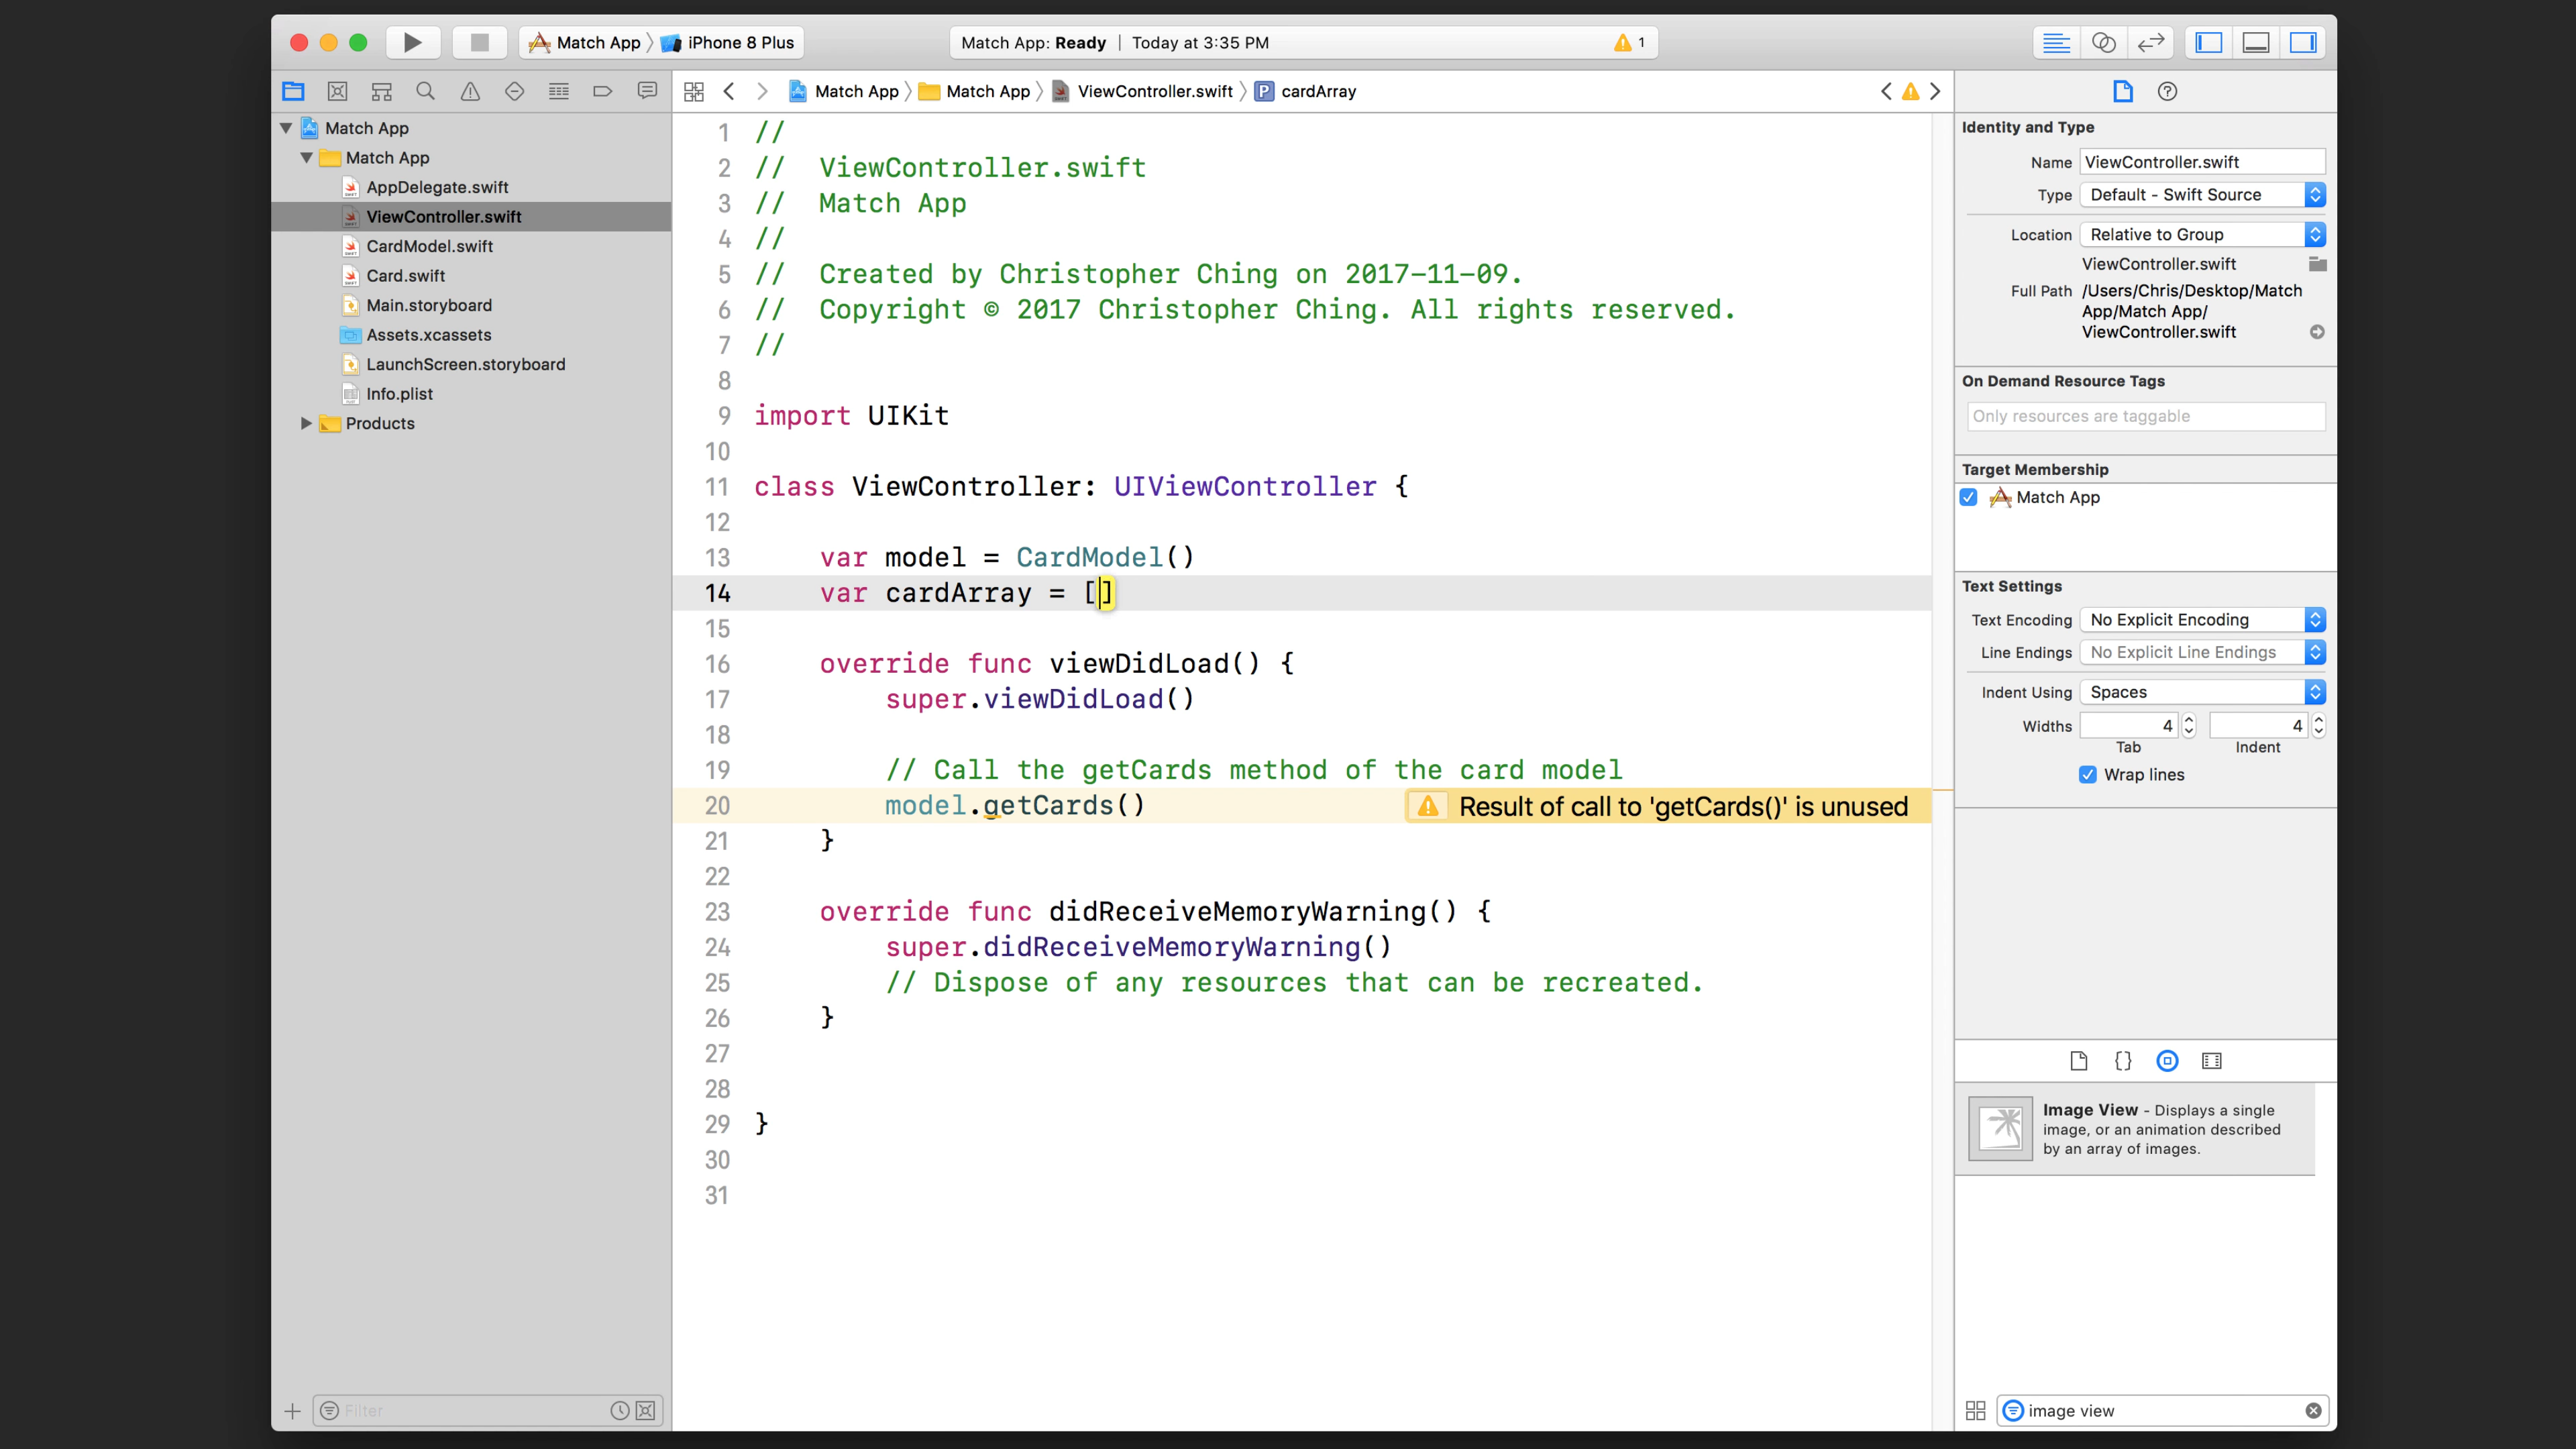 Match App
iPhone 8 Plus
Match App: Ready | Today at 3:35 PM
1
Match App
Match App
ViewController.swift
P
cardArray
Match App
Match App
AppDelegate.swift
ViewController.swift
CardModel.swift
Card.swift
Main.storyboard
Assets.xcassets
LaunchScreen.storyboard
Info.plist
Products
Filter
1 //
2 //  ViewController.swift
3 //  Match App
4 //
5 //  Created by Christopher Ching on 2017-11-09.
6 //  Copyright © 2017 Christopher Ching. All rights reserved.
7 //
8
9 import UIKit
10
11 class ViewController: UIViewController {
12
13     var model = CardModel()
14     var cardArray = []
15
16     override func viewDidLoad() {
17         super.viewDidLoad()
18
19         // Call the getCards method of the card model
20         model.getCards() Result of call to 'getCards()' is unused
21     }
22
23     override func didReceiveMemoryWarning() {
24         super.didReceiveMemoryWarning()
25         // Dispose of any resources that can be recreated.
26     }
27
28
29 }
30
31
Identity and Type
Name ViewController.swift
Type Default - Swift Source
Location Relative to Group
ViewController.swift
Full Path /Users/Chris/Desktop/Match
App/Match App/
ViewController.swift
On Demand Resource Tags
Only resources are taggable
Target Membership
Match App
Text Settings
Text Encoding No Explicit Encoding
Line Endings No Explicit Line Endings
Indent Using Spaces
Widths 4 4
Tab Indent
Wrap lines
{}
Image View - Displays a single
image, or an animation described
by an array of images.
image view